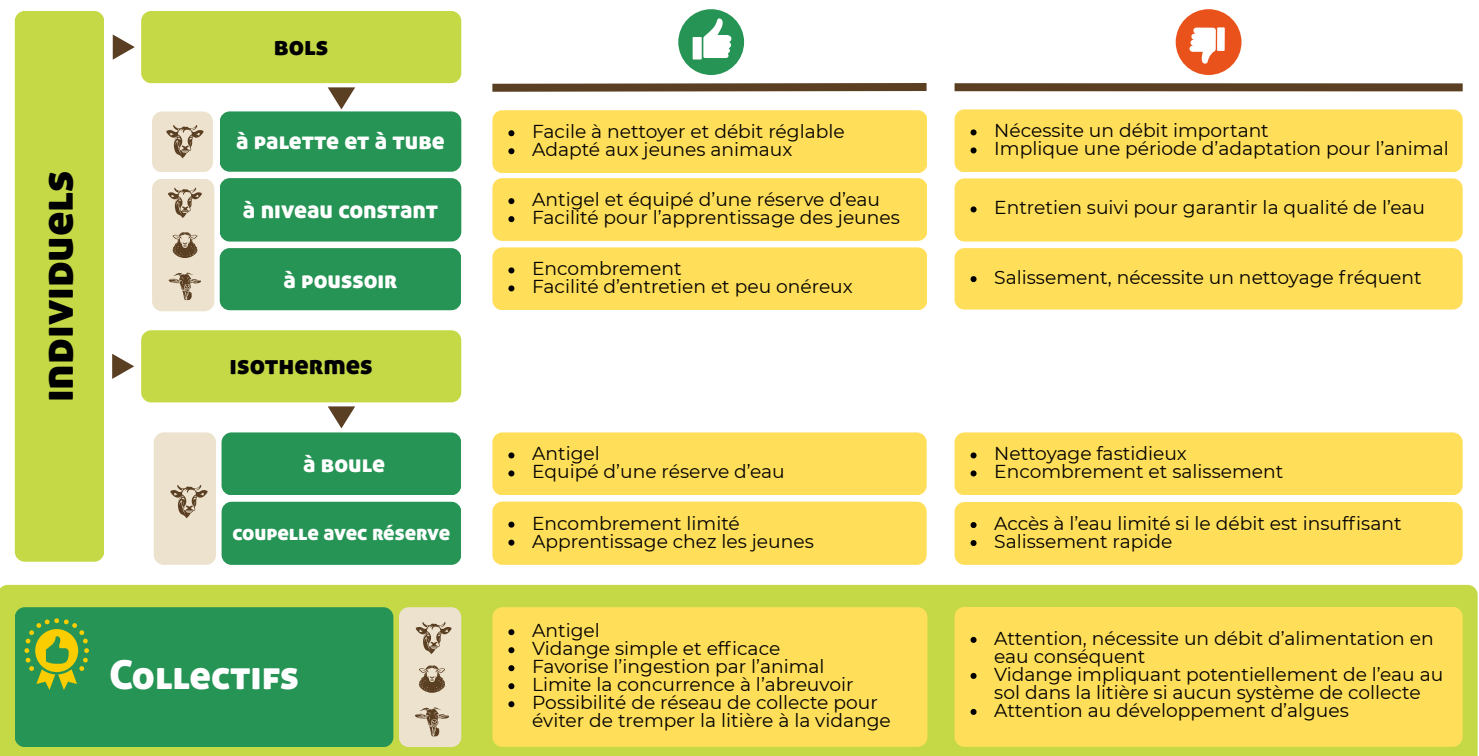 INDIVIDUELS
BOLS
à palette et à tube
Facile à nettoyer et débit réglable
Adapté aux jeunes animaux
Nécessite un débit important
Implique une période d'adaptation pour l'animal
à niveau constant
Antigel et équipé d'une réserve d'eau
Facilité pour l'apprentissage des jeunes
Entretien suivi pour garantir la qualité de l'eau
à poussoir
Encombrement
Facilité d'entretien et peu onéreux
Salissement, nécessite un nettoyage fréquent
ISOTHERMES
à boule
Antigel
Equipé d'une réserve d'eau
Nettoyage fastidieux
Encombrement et salissement
coupelle avec réserve
Encombrement limité
Apprentissage chez les jeunes
Accès à l'eau limité si le débit est insuffisant
Salissement rapide
Collectifs
Antigel
Vidange simple et efficace
Favorise l'ingestion par l'animal
Limite la concurrence à l'abreuvoir
Possibilité de réseau de collecte pour
éviter de tremper la litière à la vidange
Attention, nécessite un débit d'alimentation en
eau conséquent
Vidange impliquant potentiellement de l'eau au
sol dans la litière si aucun système de collecte
Attention au développement d'algues